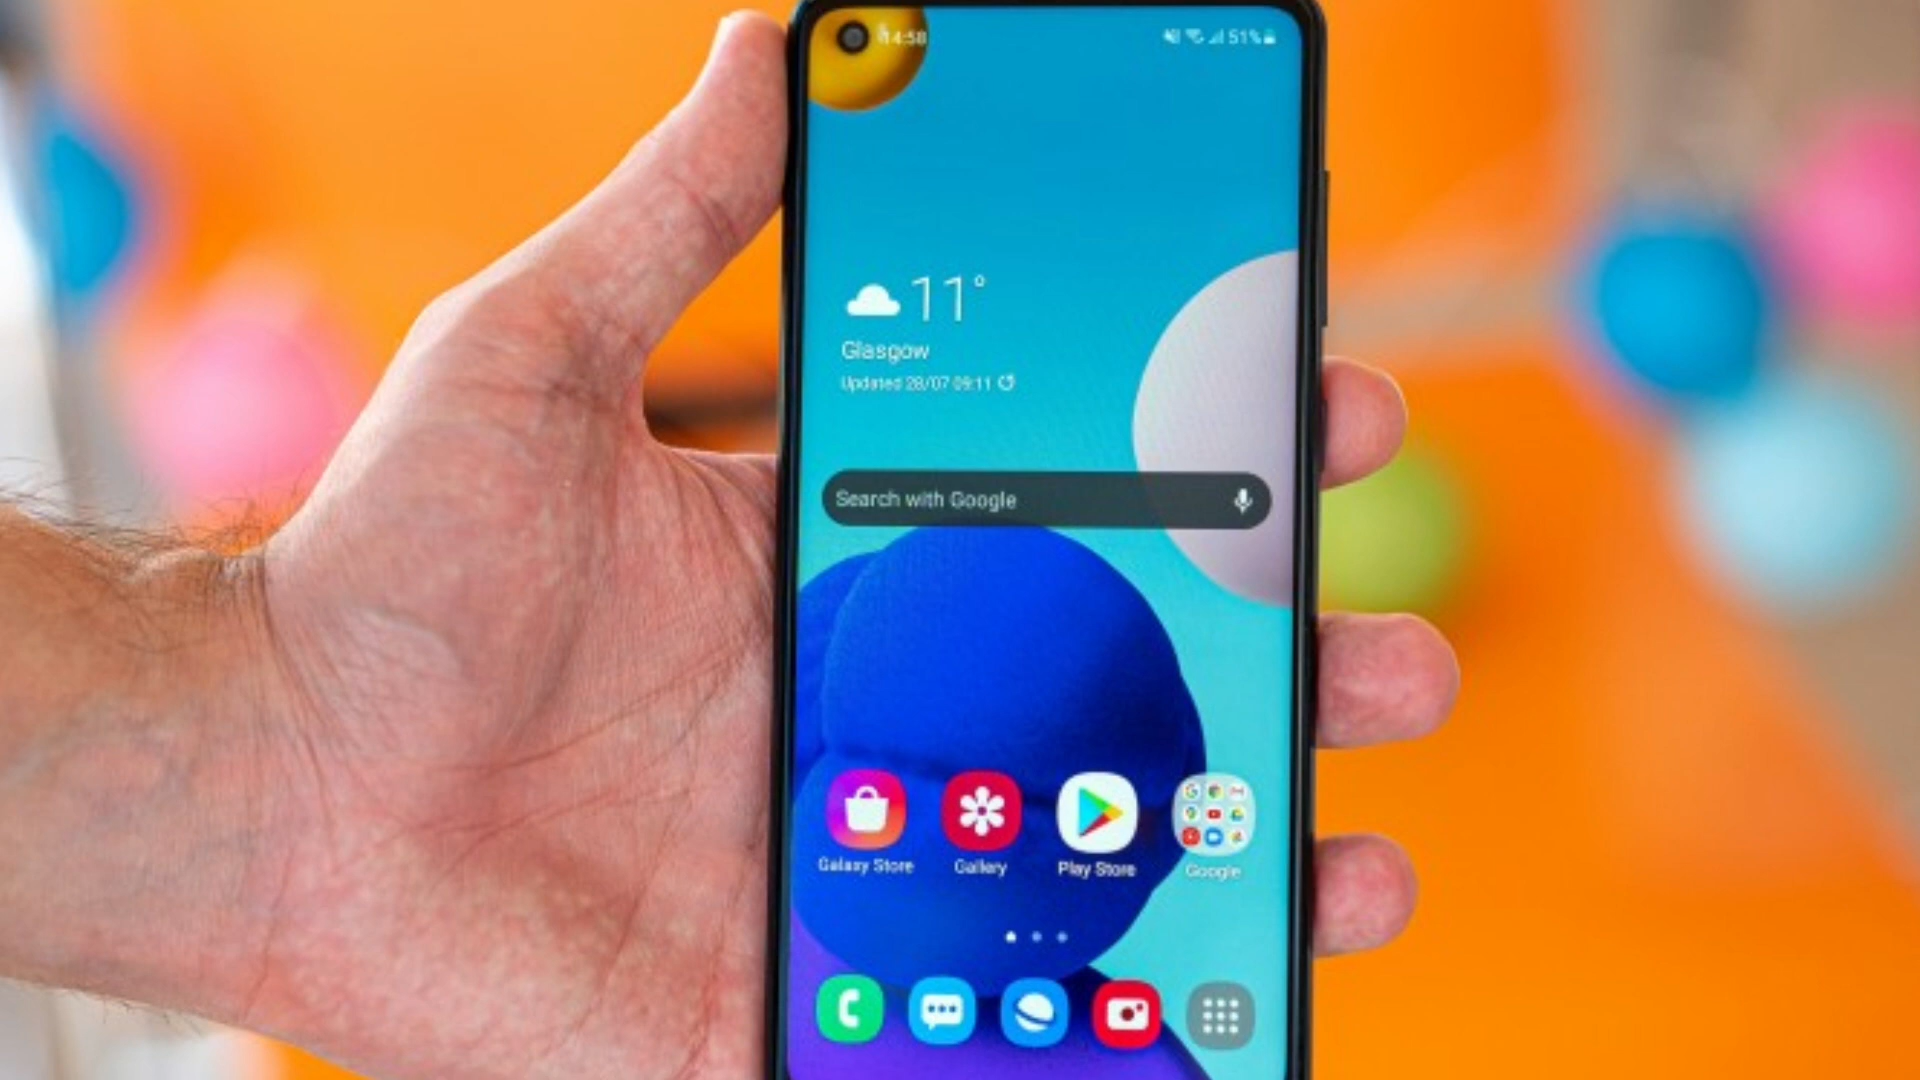 14:58 51%
11°
Glasgow
Updated 28/07 09:11
Search with Google
Galaxy Store Gallery Play Store Google